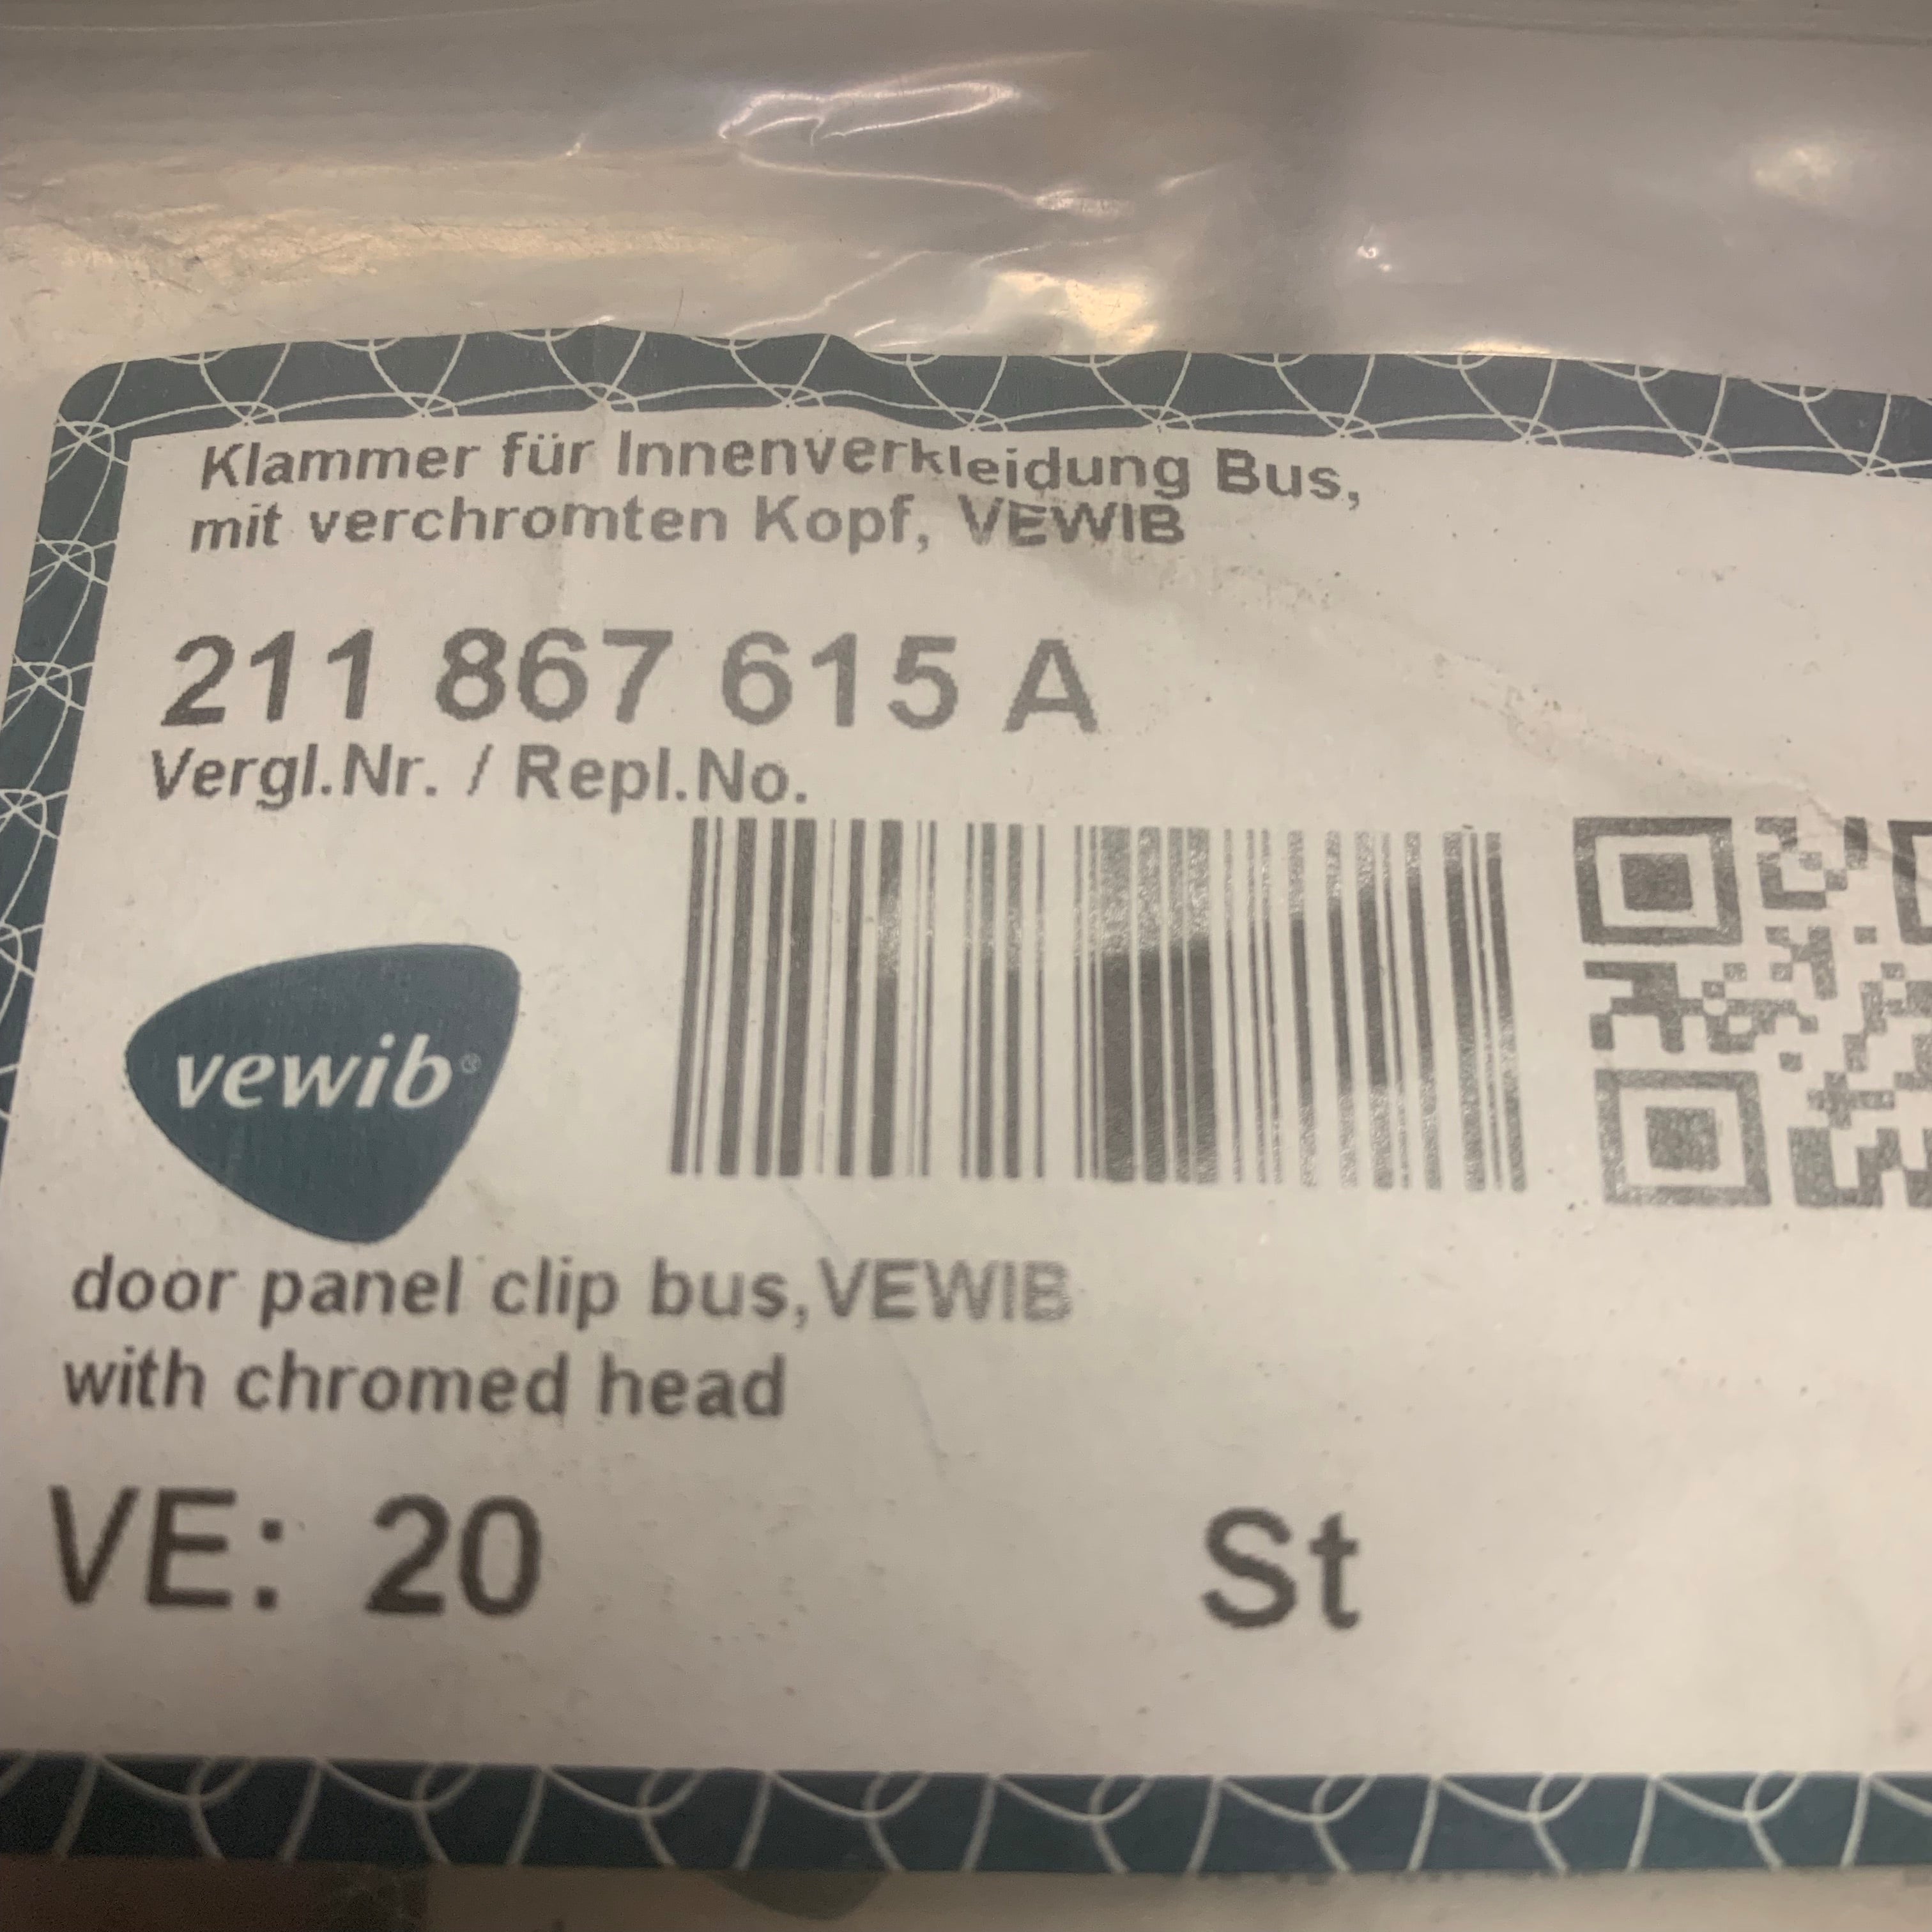 Klammer für Innenverkleidung Bus,
mit verchromten Kopf, VEWIB
211 867 615 A
Vergl.Nr. / Repl.No.
vewib®
door panel clip bus,VEWIB
with chromed head
VE: 20 St